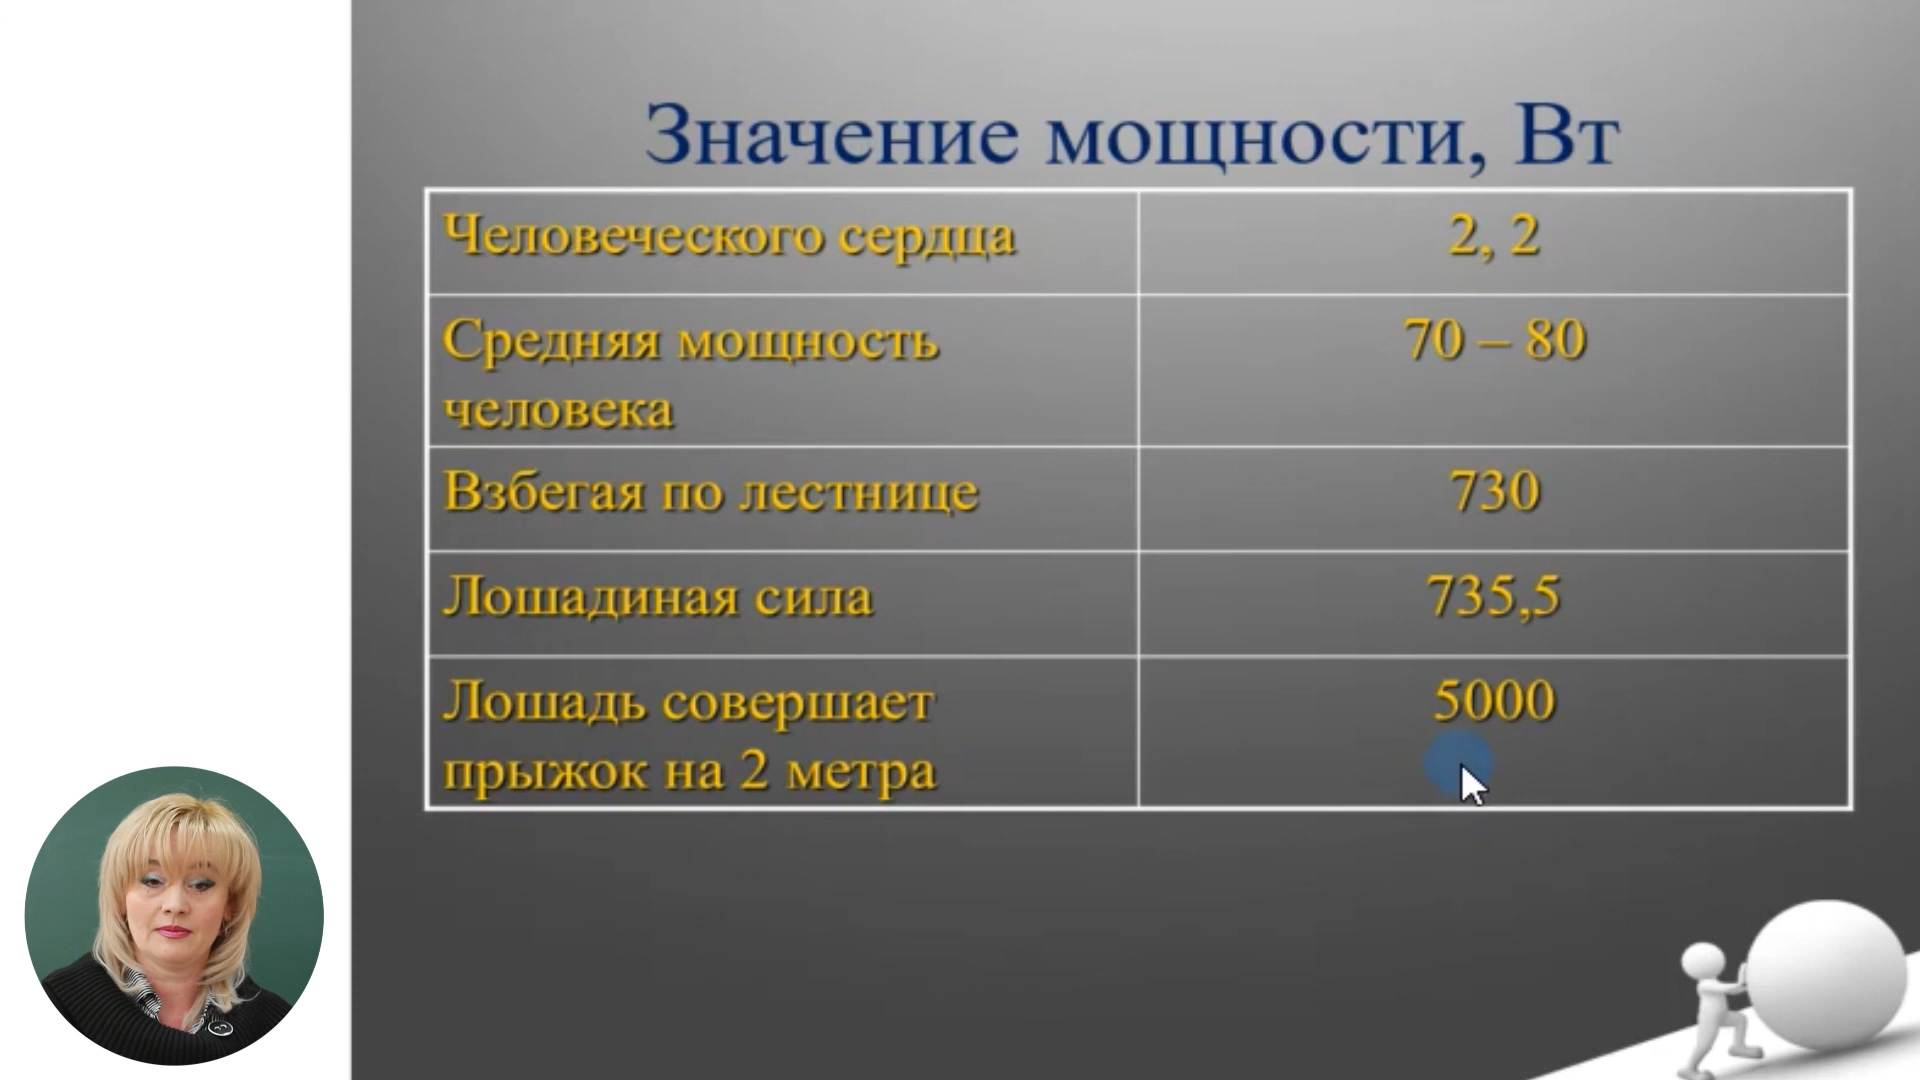 Значение мощности, Вт
Человеческого сердца 2, 2
Средняя мощность 70 – 80
человека
Взбегая по лестнице 730
Лошадиная сила 735,5
Лошадь совершает 5000
прыжок на 2 метра